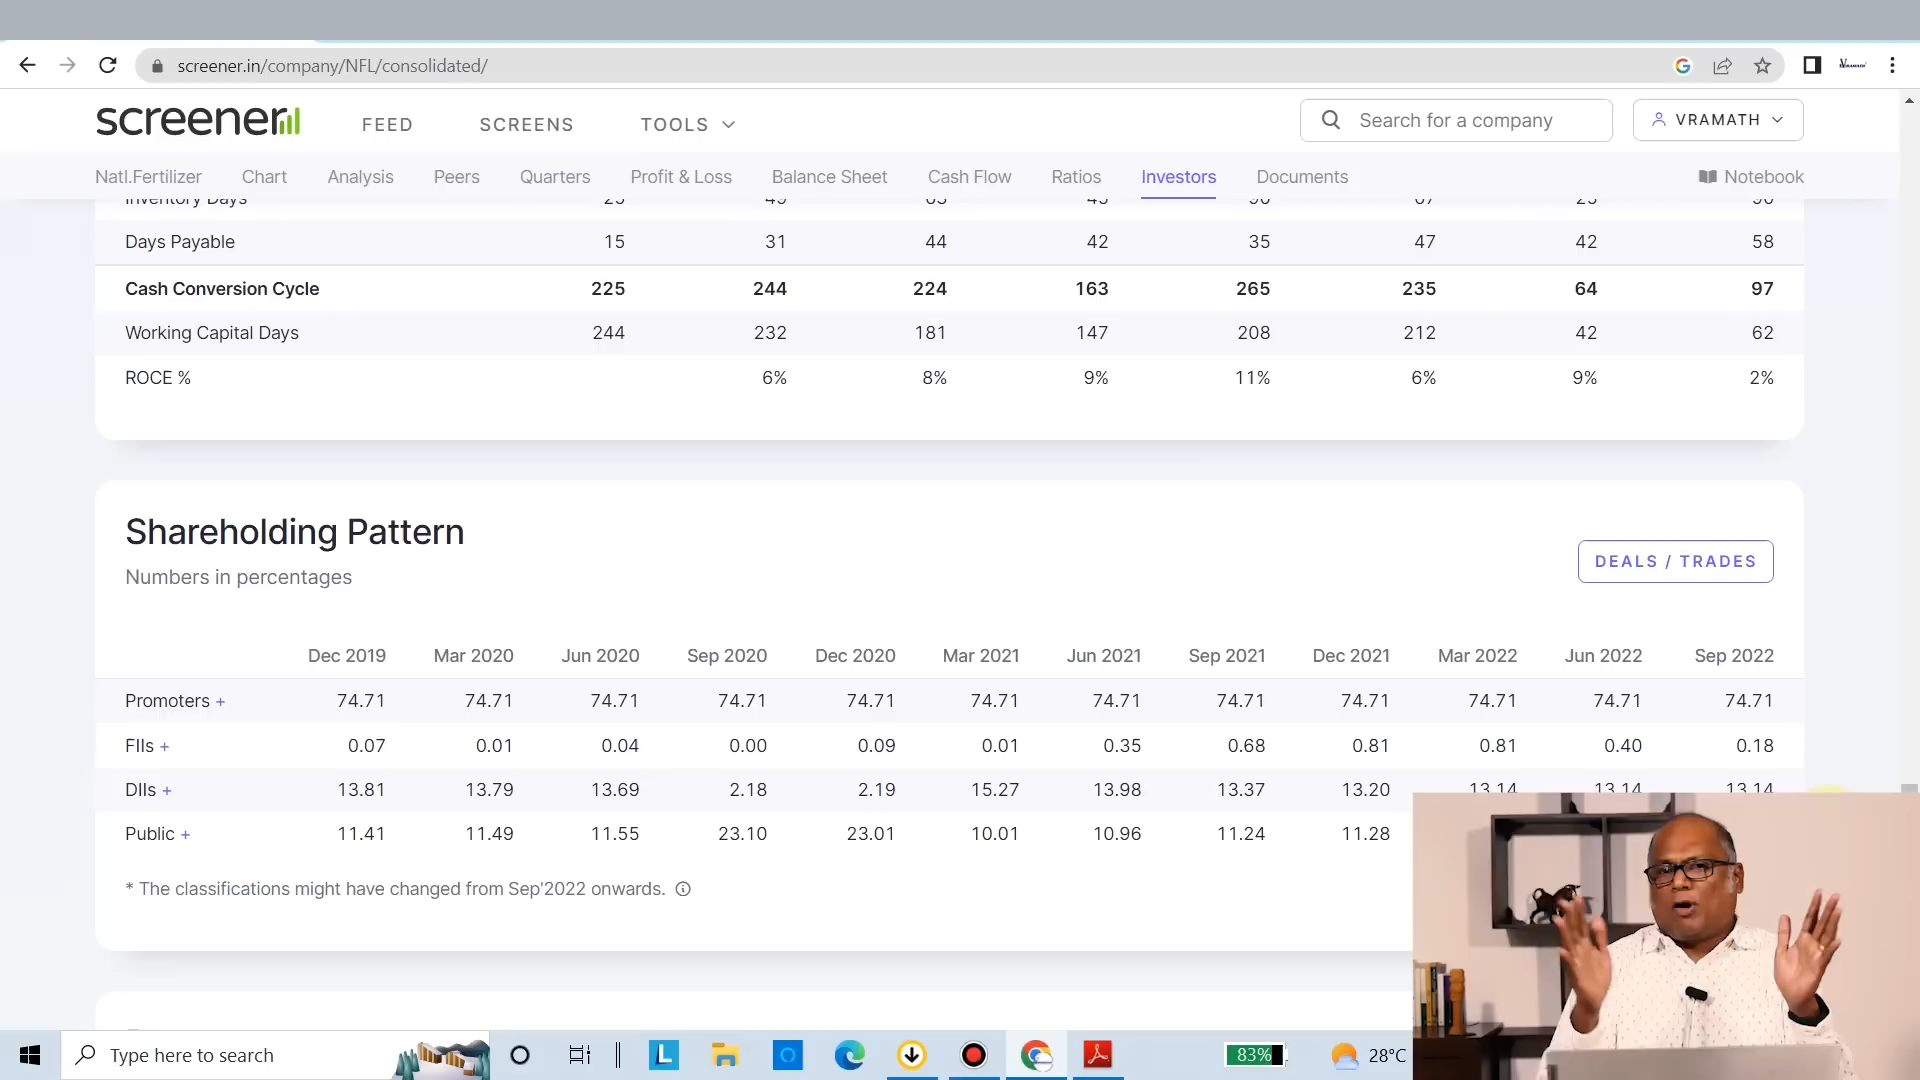 screener.in/company/NFL/consolidated/
screener
FEED SCREENS TOOLS
Search for a company
VRAMATH
Natl.Fertilizer Chart Analysis Peers Quarters Profit & Loss Balance Sheet Cash Flow Ratios Investors Documents Notebook
Inventory Days
Days Payable 15 31 44 42 35 47 42 58
Cash Conversion Cycle 225 244 224 163 265 235 64 97
Working Capital Days 244 232 181 147 208 212 42 62
ROCE % 6% 8% 9% 11% 6% 9% 2%
Shareholding Pattern
DEALS / TRADES
Numbers in percentages
Dec 2019 Mar 2020 Jun 2020 Sep 2020 Dec 2020 Mar 2021 Jun 2021 Sep 2021 Dec 2021 Mar 2022 Jun 2022 Sep 2022
Promoters + 74.71 74.71 74.71 74.71 74.71 74.71 74.71 74.71 74.71 74.71 74.71 74.71
FIIs + 0.07 0.01 0.04 0.00 0.09 0.01 0.35 0.68 0.81 0.81 0.40 0.18
DIIs + 13.81 13.79 13.69 2.18 2.19 15.27 13.98 13.37 13.20 13.14 13.14 13.14
Public + 11.41 11.49 11.55 23.10 23.01 10.01 10.96 11.24 11.28
* The classifications might have changed from Sep'2022 onwards.
Type here to search
83%
28°C